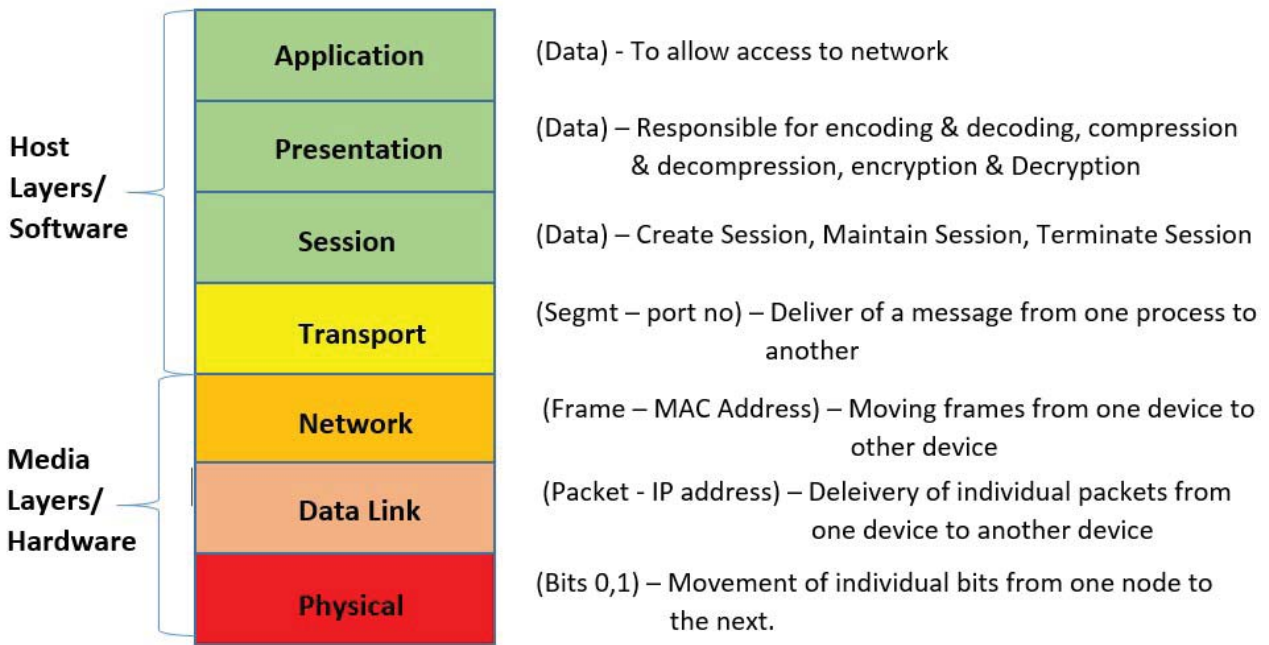 Application
(Data) - To allow access to network
Host
Layers/
Software
Presentation
(Data) – Responsible for encoding & decoding, compression
& decompression, encryption & Decryption
Session
(Data) – Create Session, Maintain Session, Terminate Session
Transport
(Segmt – port no) – Deliver of a message from one process to
another
Media
Layers/
Hardware
Network
(Frame – MAC Address) – Moving frames from one device to
other device
Data Link
(Packet - IP address) – Deleivery of individual packets from
one device to another device
Physical
(Bits 0,1) – Movement of individual bits from one node to
the next.